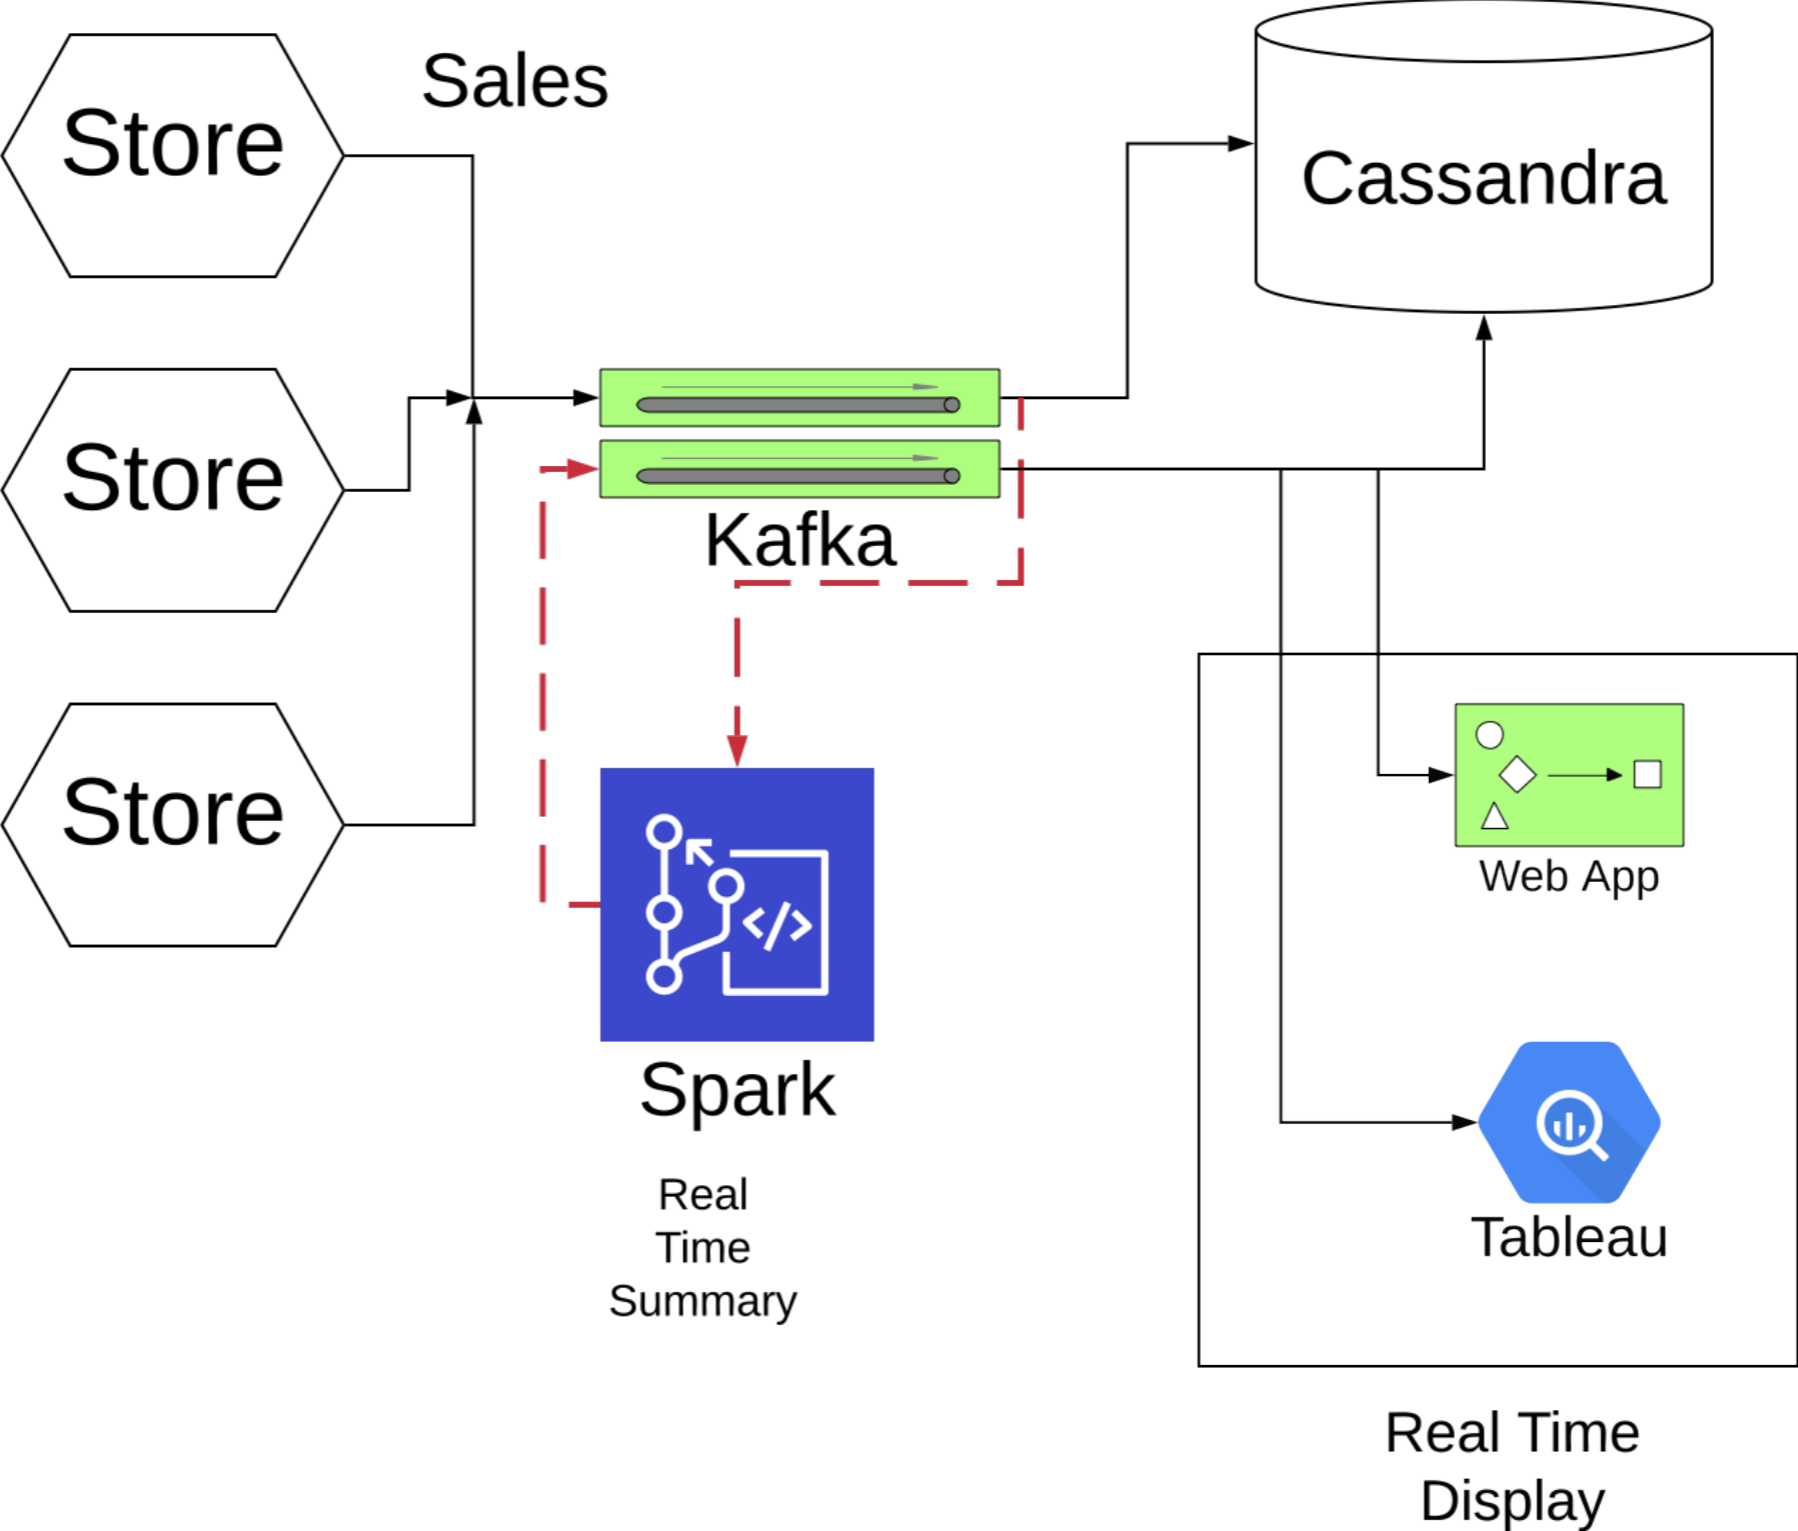 Sales
Store
Cassandra
Store
Kafka
Store
Web App
Spark
Real
Time
Summary
Tableau
Real Time
Display